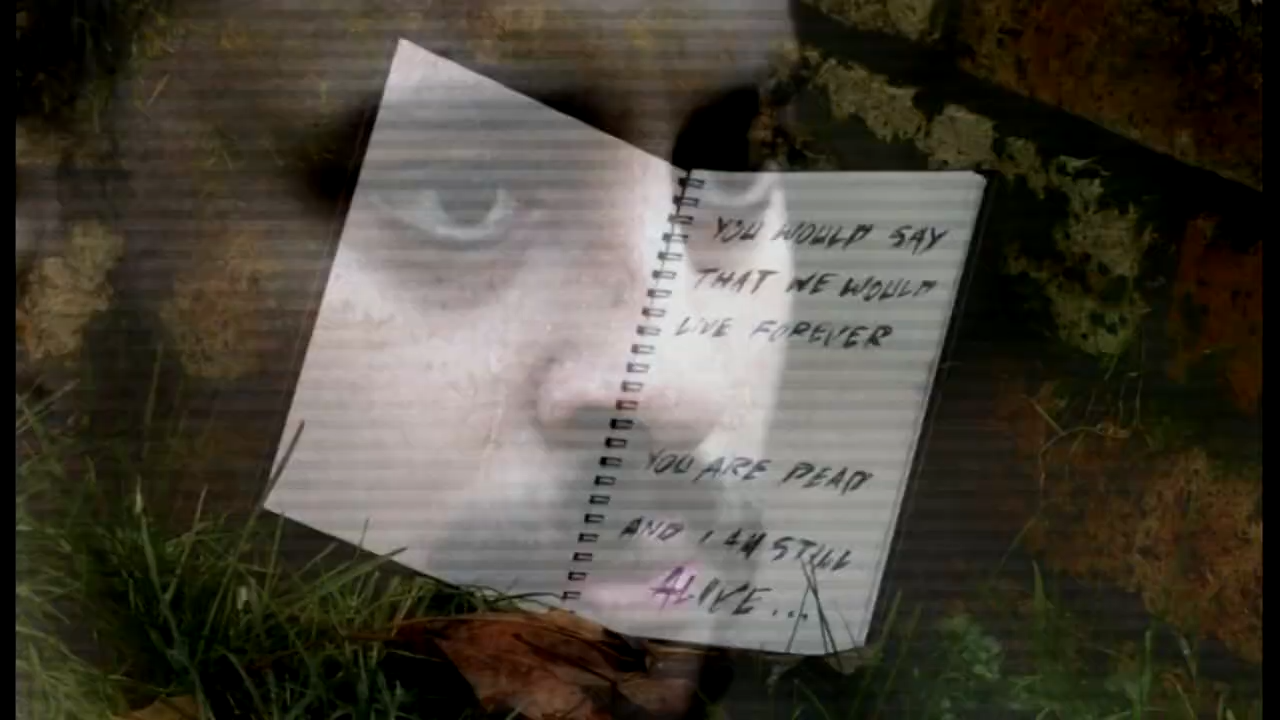 YOU WOULD SAY
THAT WE WOULD
LIVE FOREVER
YOU ARE DEAD
AND I AM STILL
ALIVE...